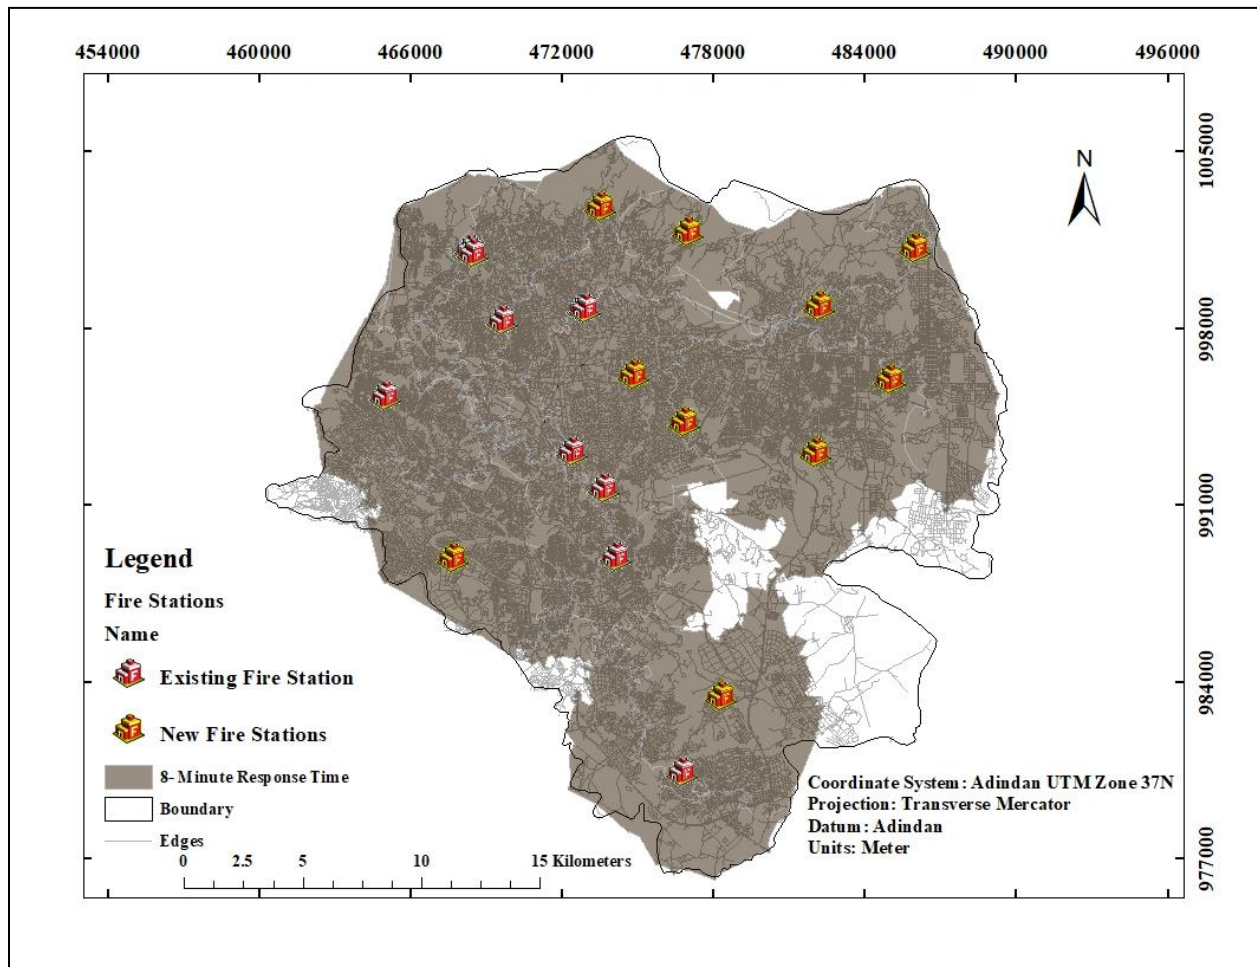 454000 460000 466000 472000 478000 484000 490000 496000
N
1005000
998000
991000
984000
977000
Legend
Fire Stations
Name
Existing Fire Station
New Fire Stations
8- Minute Response Time
Boundary
Edges
0 2.5 5 10 15 Kilometers
Coordinate System: Adindan UTM Zone 37N
Projection: Transverse Mercator
Datum: Adindan
Units: Meter